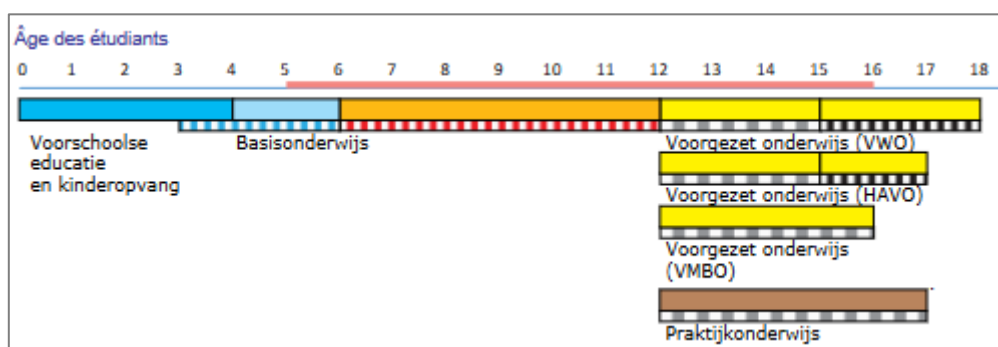 Âge des étudiants
0 1 2 3 4 5 6 7 8 9 10 11 12 13 14 15 16 17 18
Voorschoolse
educatie
en kinderopvang
Basisonderwijs
Voorgezet onderwijs (VWO)
Voorgezet onderwijs (HAVO)
Voorgezet onderwijs
(VMBO)
Praktijkonderwijs